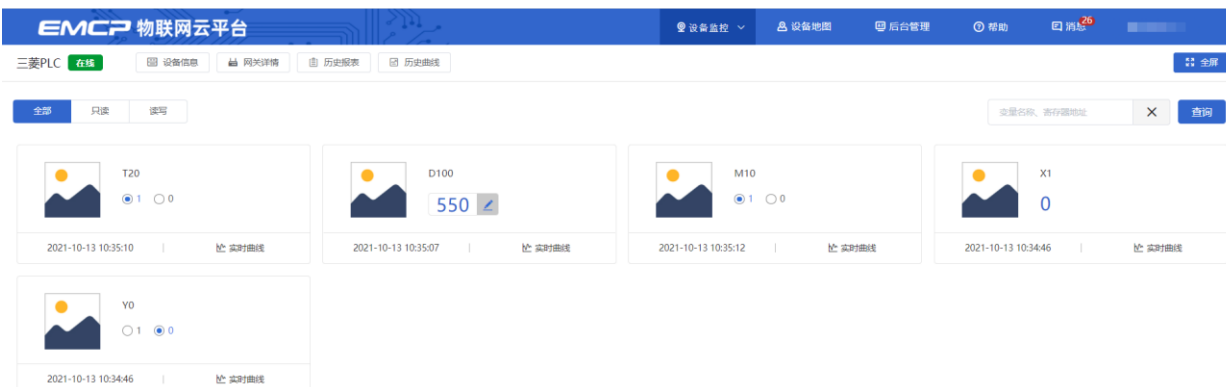 EMCP 物联网云平台 设备监控 设备地图 后台管理 帮助 消息 26
三菱PLC 在线 设备信息 网关详情 历史报表 历史曲线 全屏
全部 只读 读写 变量名称、寄存器地址 查询
T20 D100 M10 X1
1 0 550 1 0 0
2021-10-13 10:35:10 实时曲线 2021-10-13 10:35:07 实时曲线 2021-10-13 10:35:12 实时曲线 2021-10-13 10:34:46 实时曲线
Y0
1 0
2021-10-13 10:34:46 实时曲线